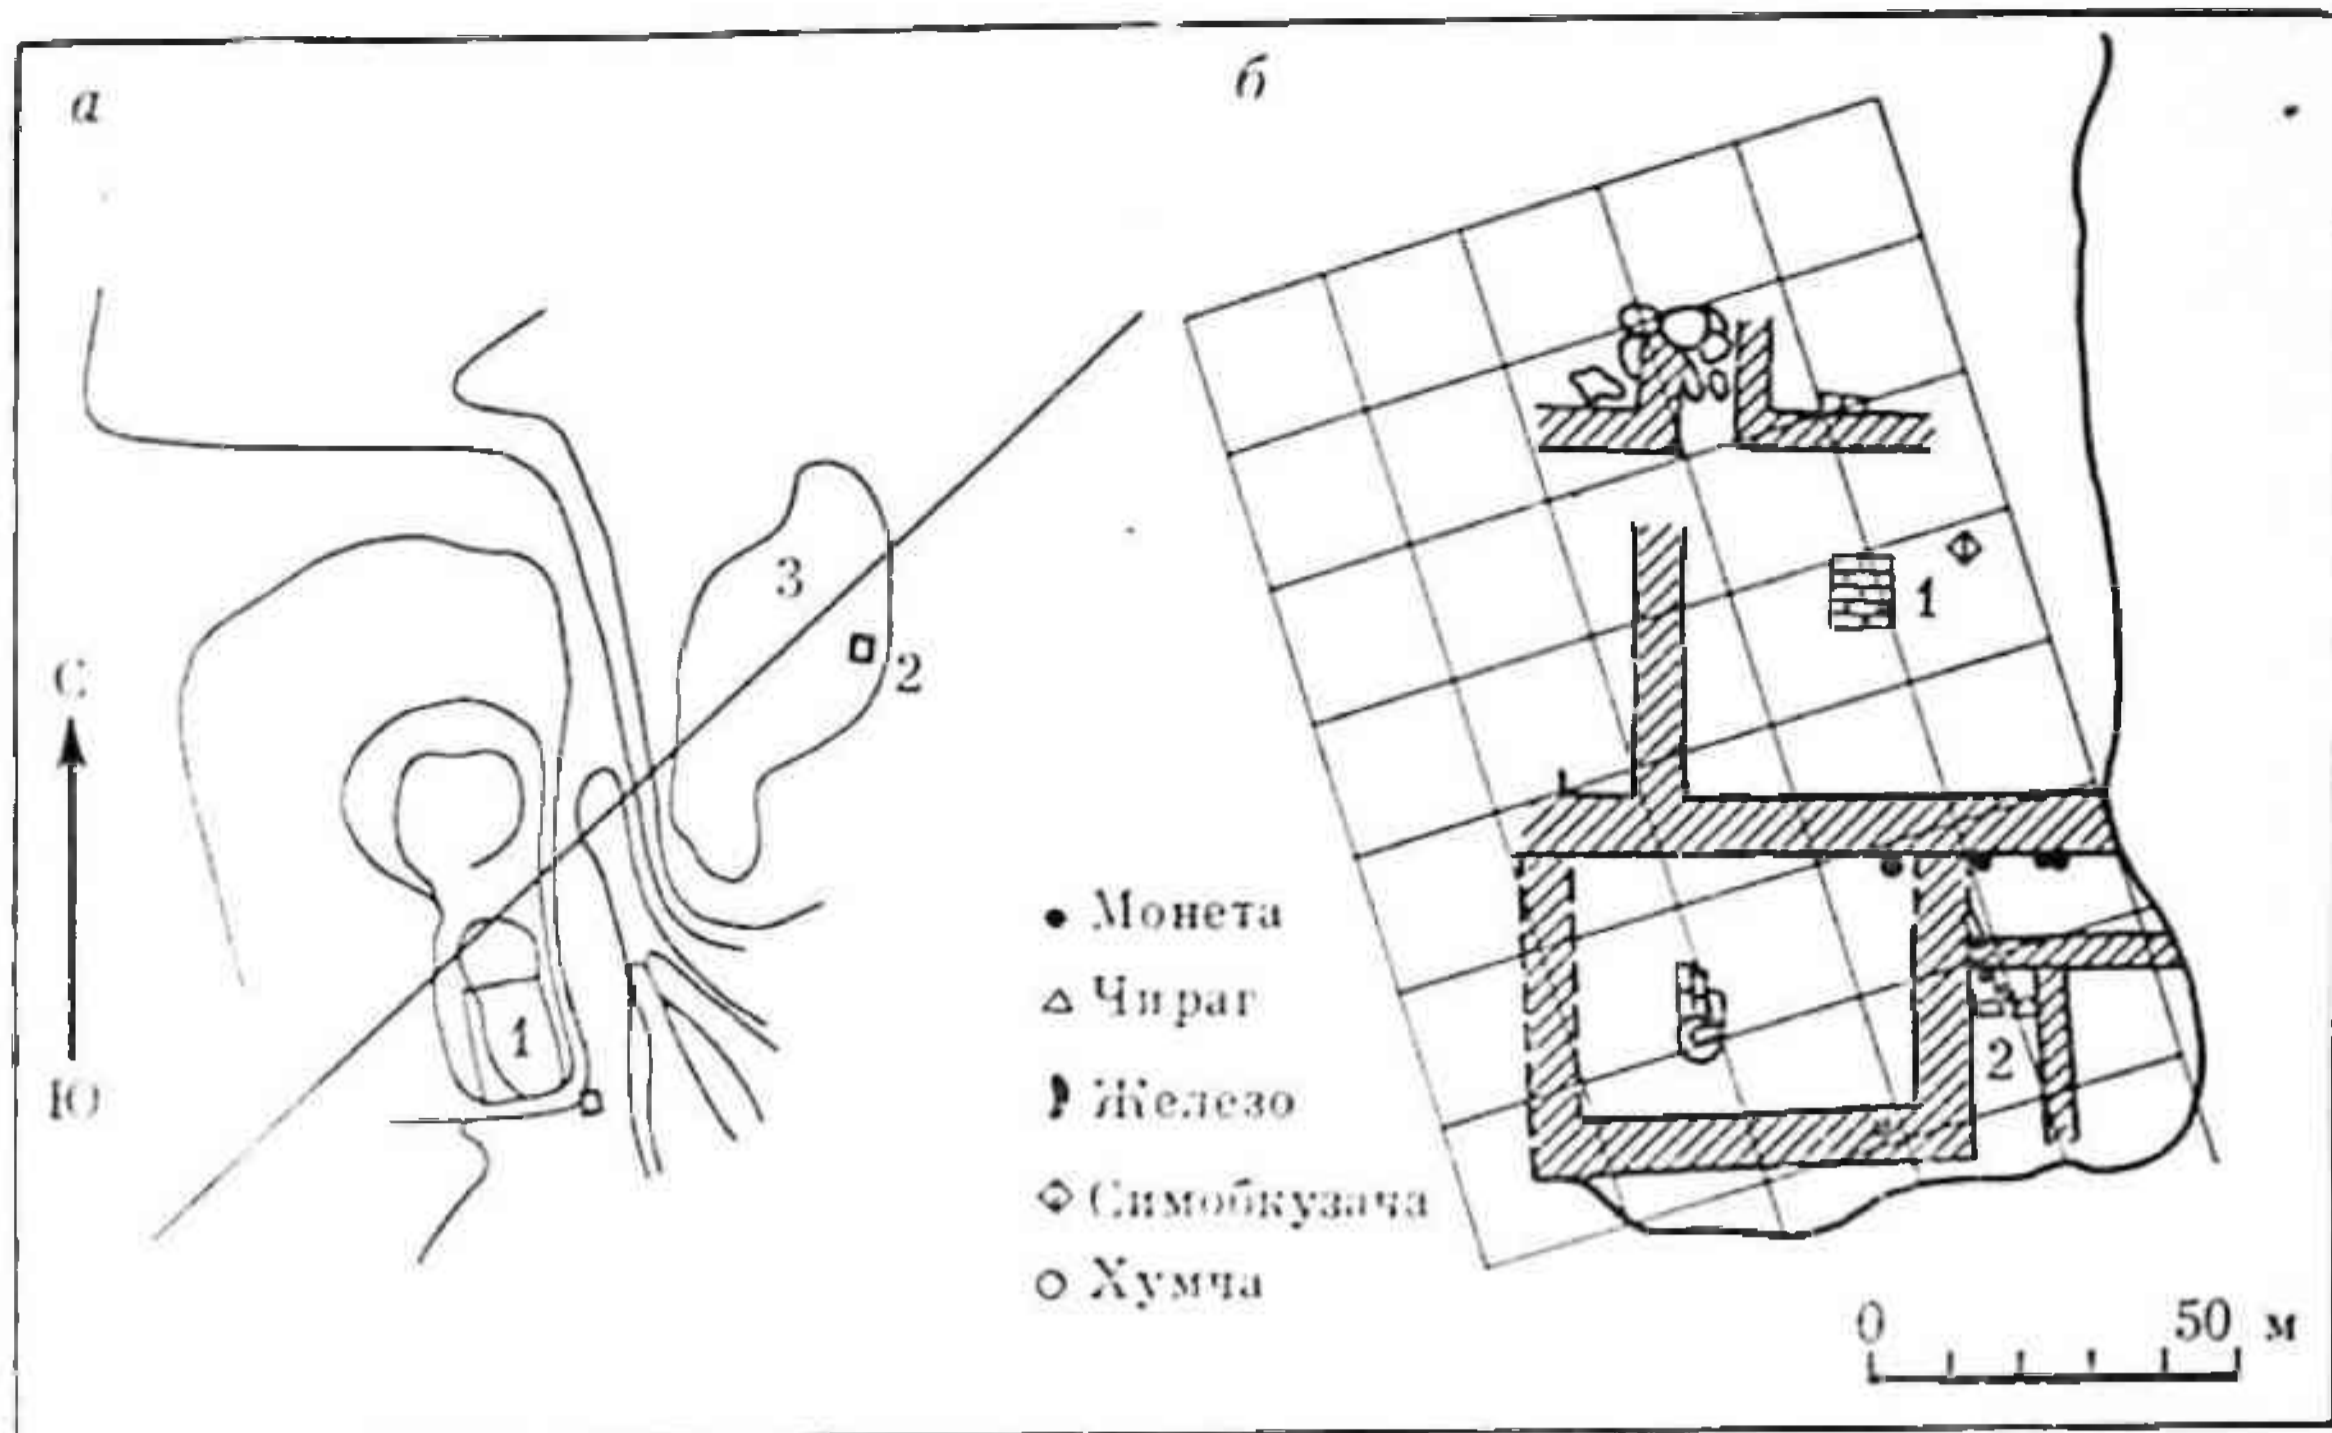 а
б
3
2
С
1
Ю
1
2
Монета
Чираг
Железо
Симобкузача
Хумча
0 50 м